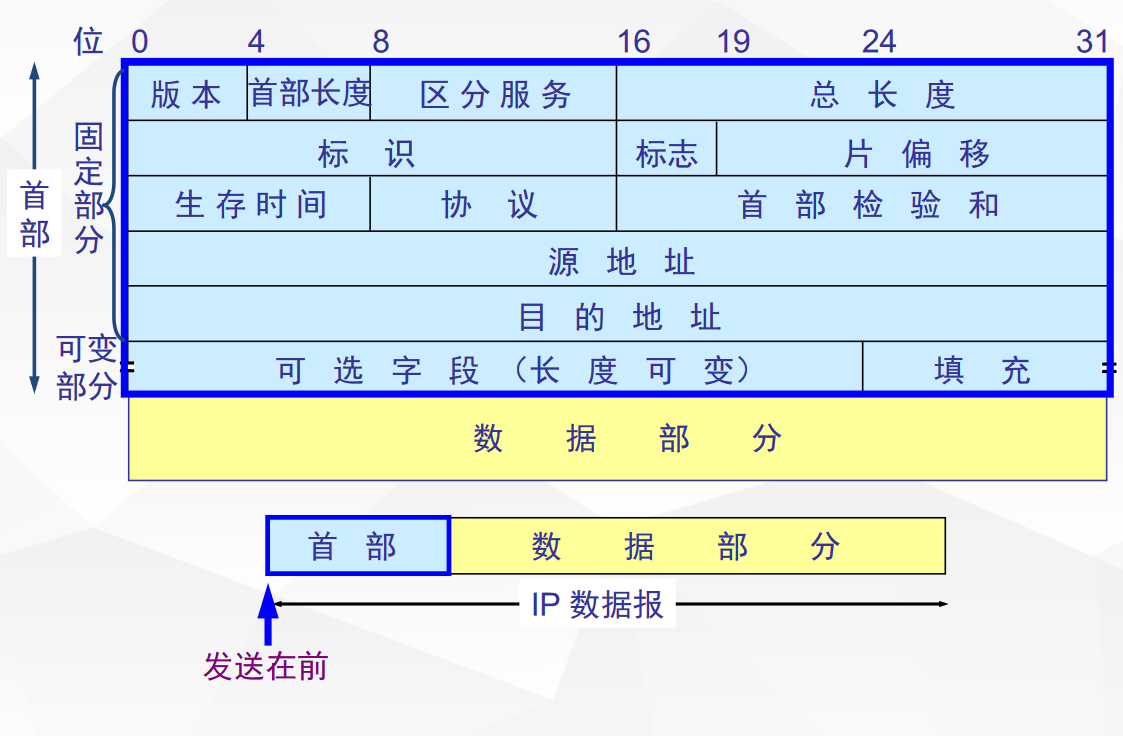 位 0 4 8 16 19 24 31
版本 首部长度 区分服务 总长度
标识 标志 片偏移
生存时间 协议 首部检验和
源地址
目的地址
可选字段（长度可变） 填充
数据部分
首部
固定部分
可变部分
首部 数据部分
IP 数据报
发送在前